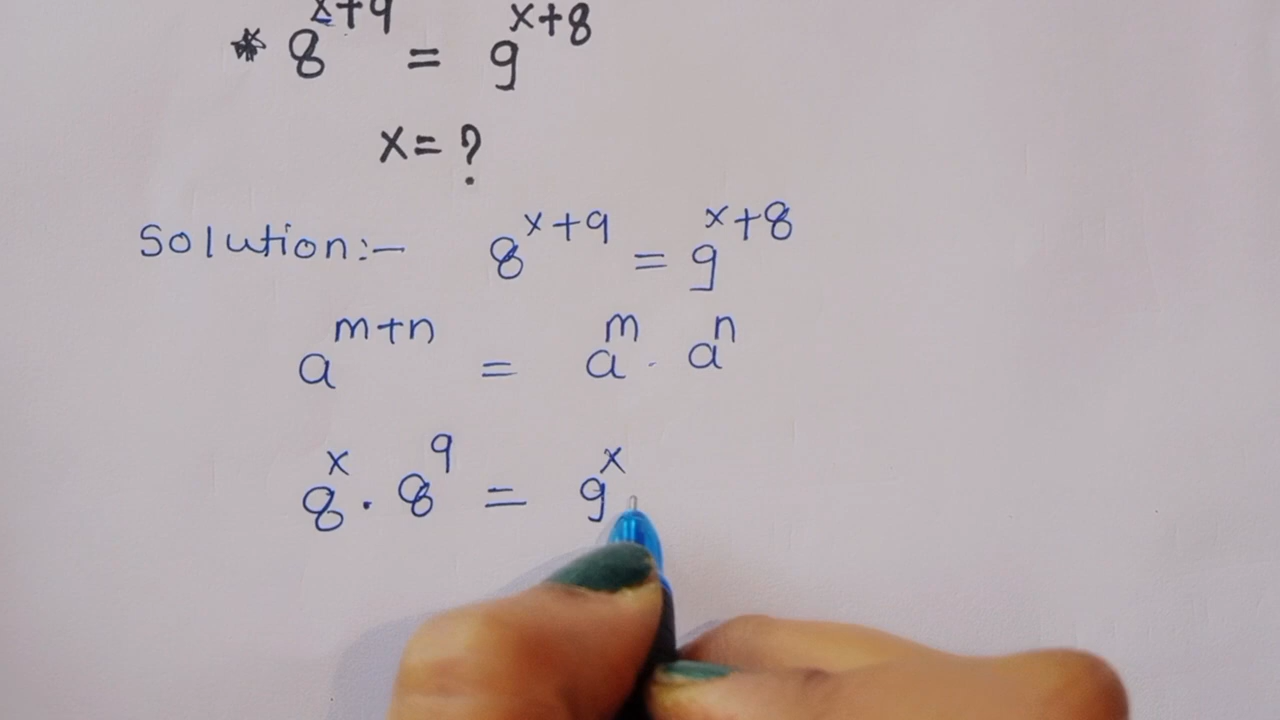 * 8^{x+9} = 9^{x+8}
x = ?
Solution:- 8^{x+9} = 9^{x+8}
a^{m+n} = a^m . a^n
8^x . 8^9 = 9^x